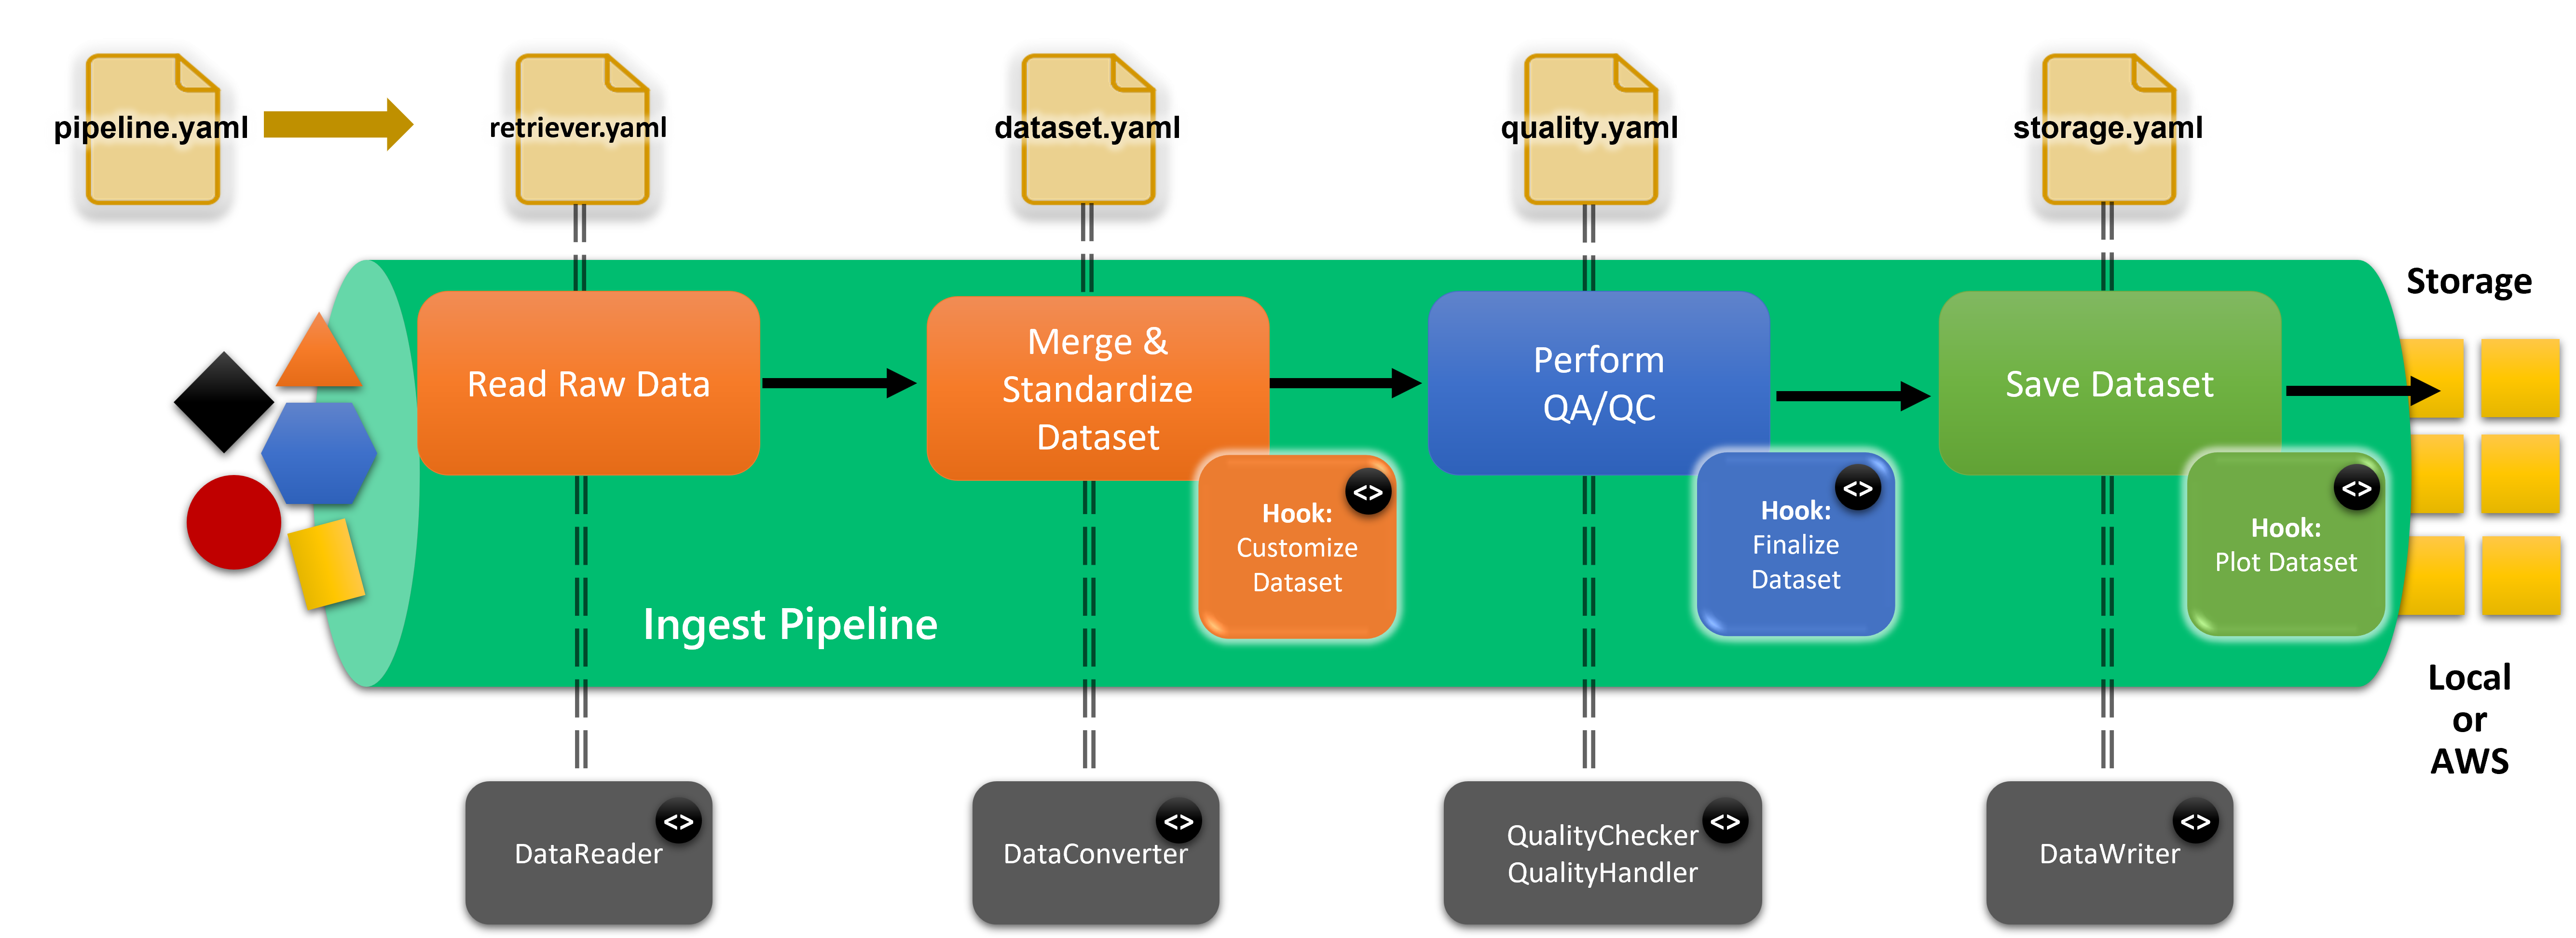 pipeline.yaml
retriever.yaml
dataset.yaml
quality.yaml
storage.yaml
Storage
Read Raw Data
Merge &
Standardize
Dataset
Perform
QA/QC
Save Dataset
<>
Hook:
Customize
Dataset
<>
Hook:
Finalize
Dataset
<>
Hook:
Plot Dataset
Ingest Pipeline
Local
or
AWS
<>
DataReader
<>
DataConverter
<>
QualityChecker
QualityHandler
<>
DataWriter